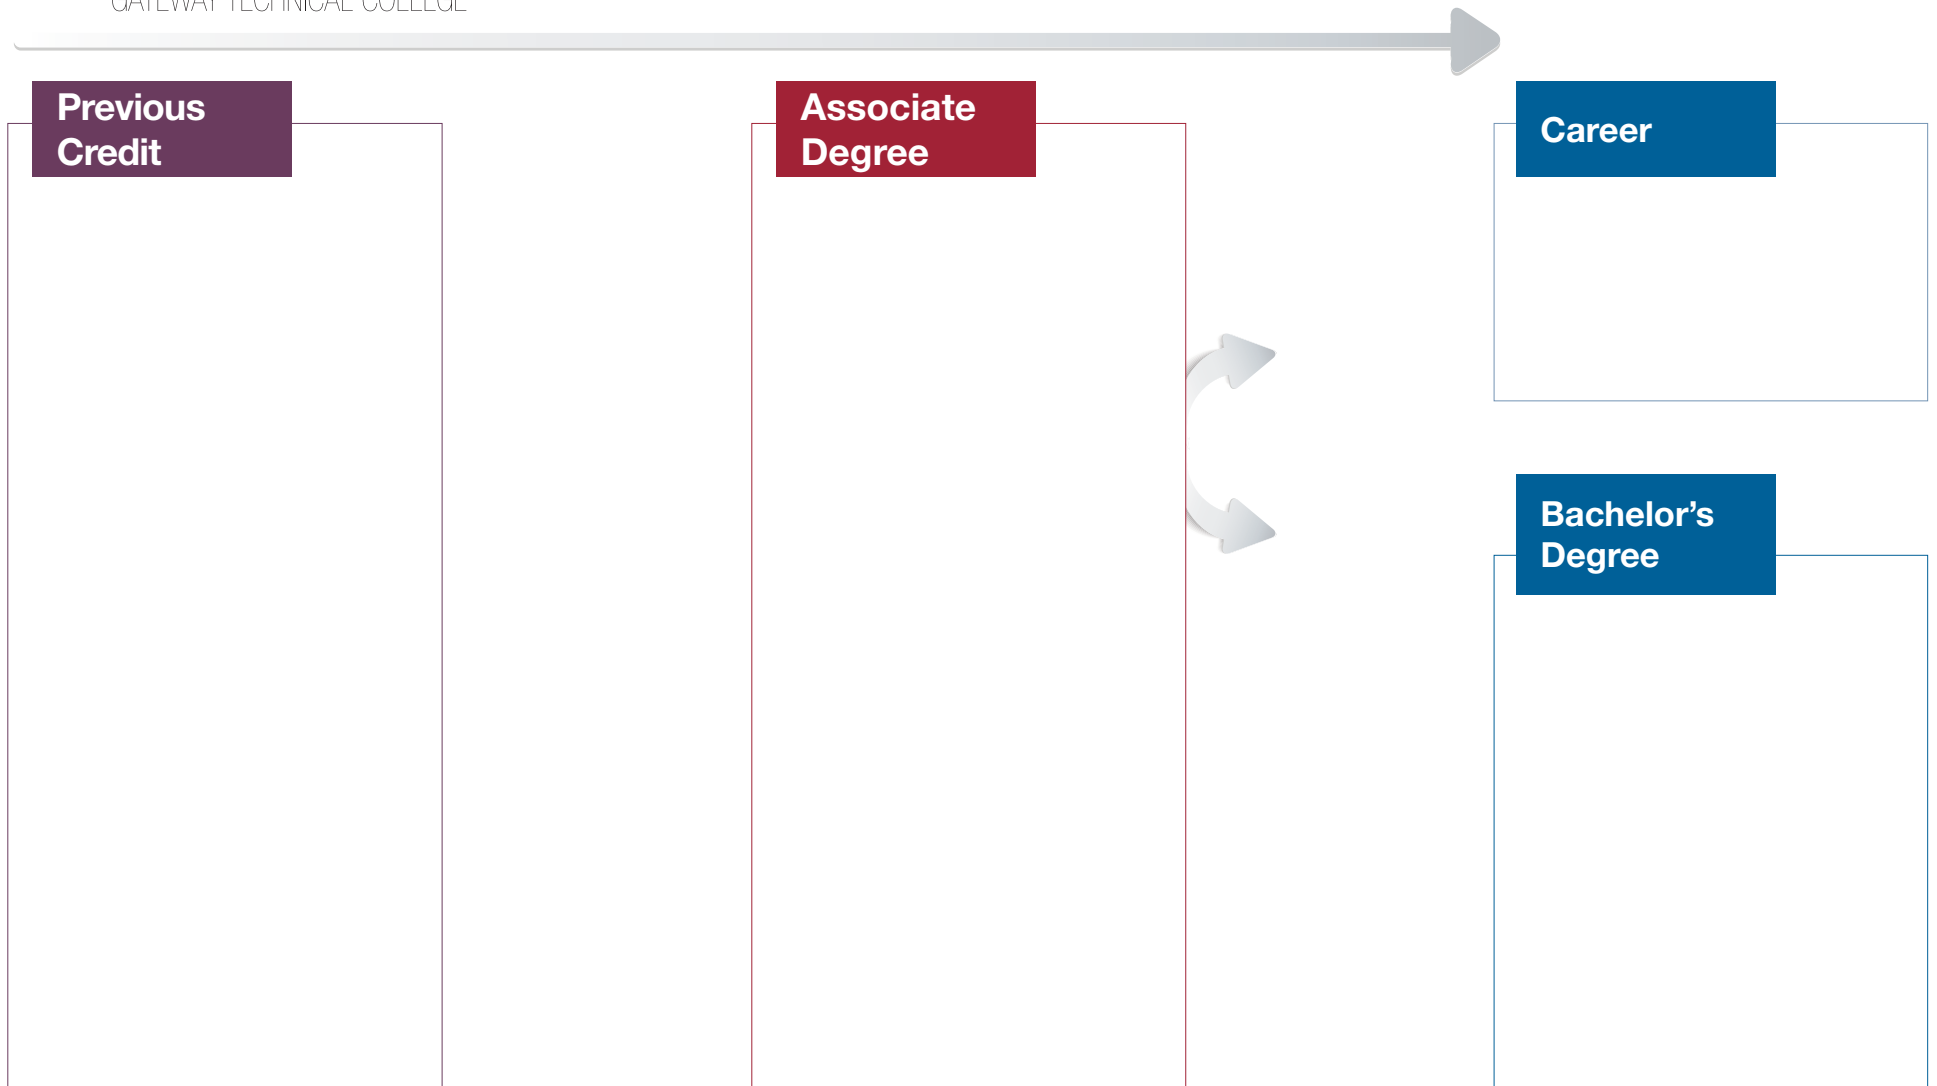 GATEWAY TECHNICAL COLLEGE
Previous
Credit
Associate
Degree
Career
Bachelor’s
Degree